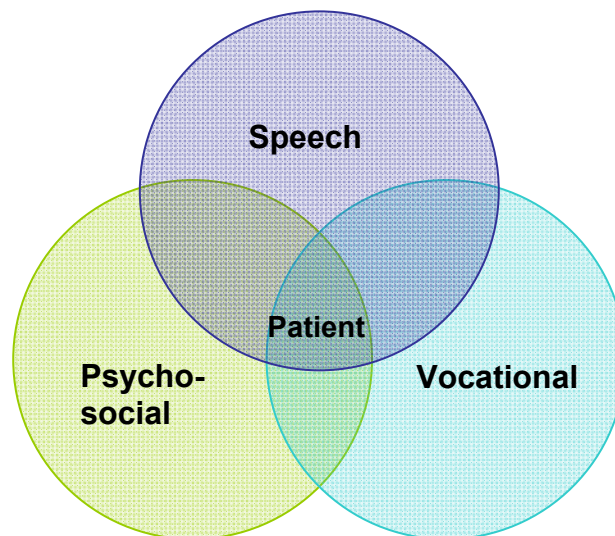 Speech
Patient
Psycho-
social
Vocational